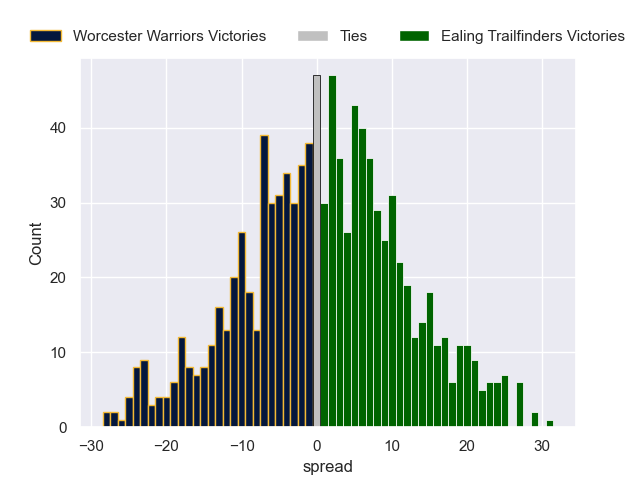 Worcester Warriors Victories Ties Ealing Trailfinders Victories
40
30
20
10
0
Count
−30 −20 −10 0 10 20 30
spread